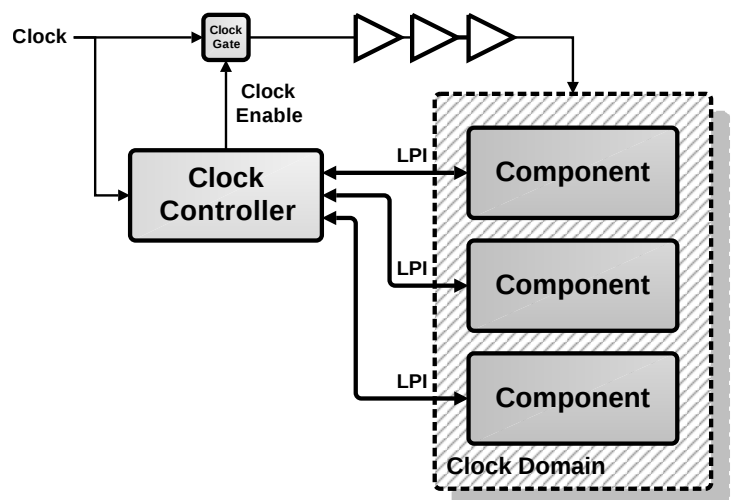 Clock
Clock
Gate
Clock
Enable
Clock
Controller
LPI
Component
LPI
Component
LPI
Component
Clock Domain